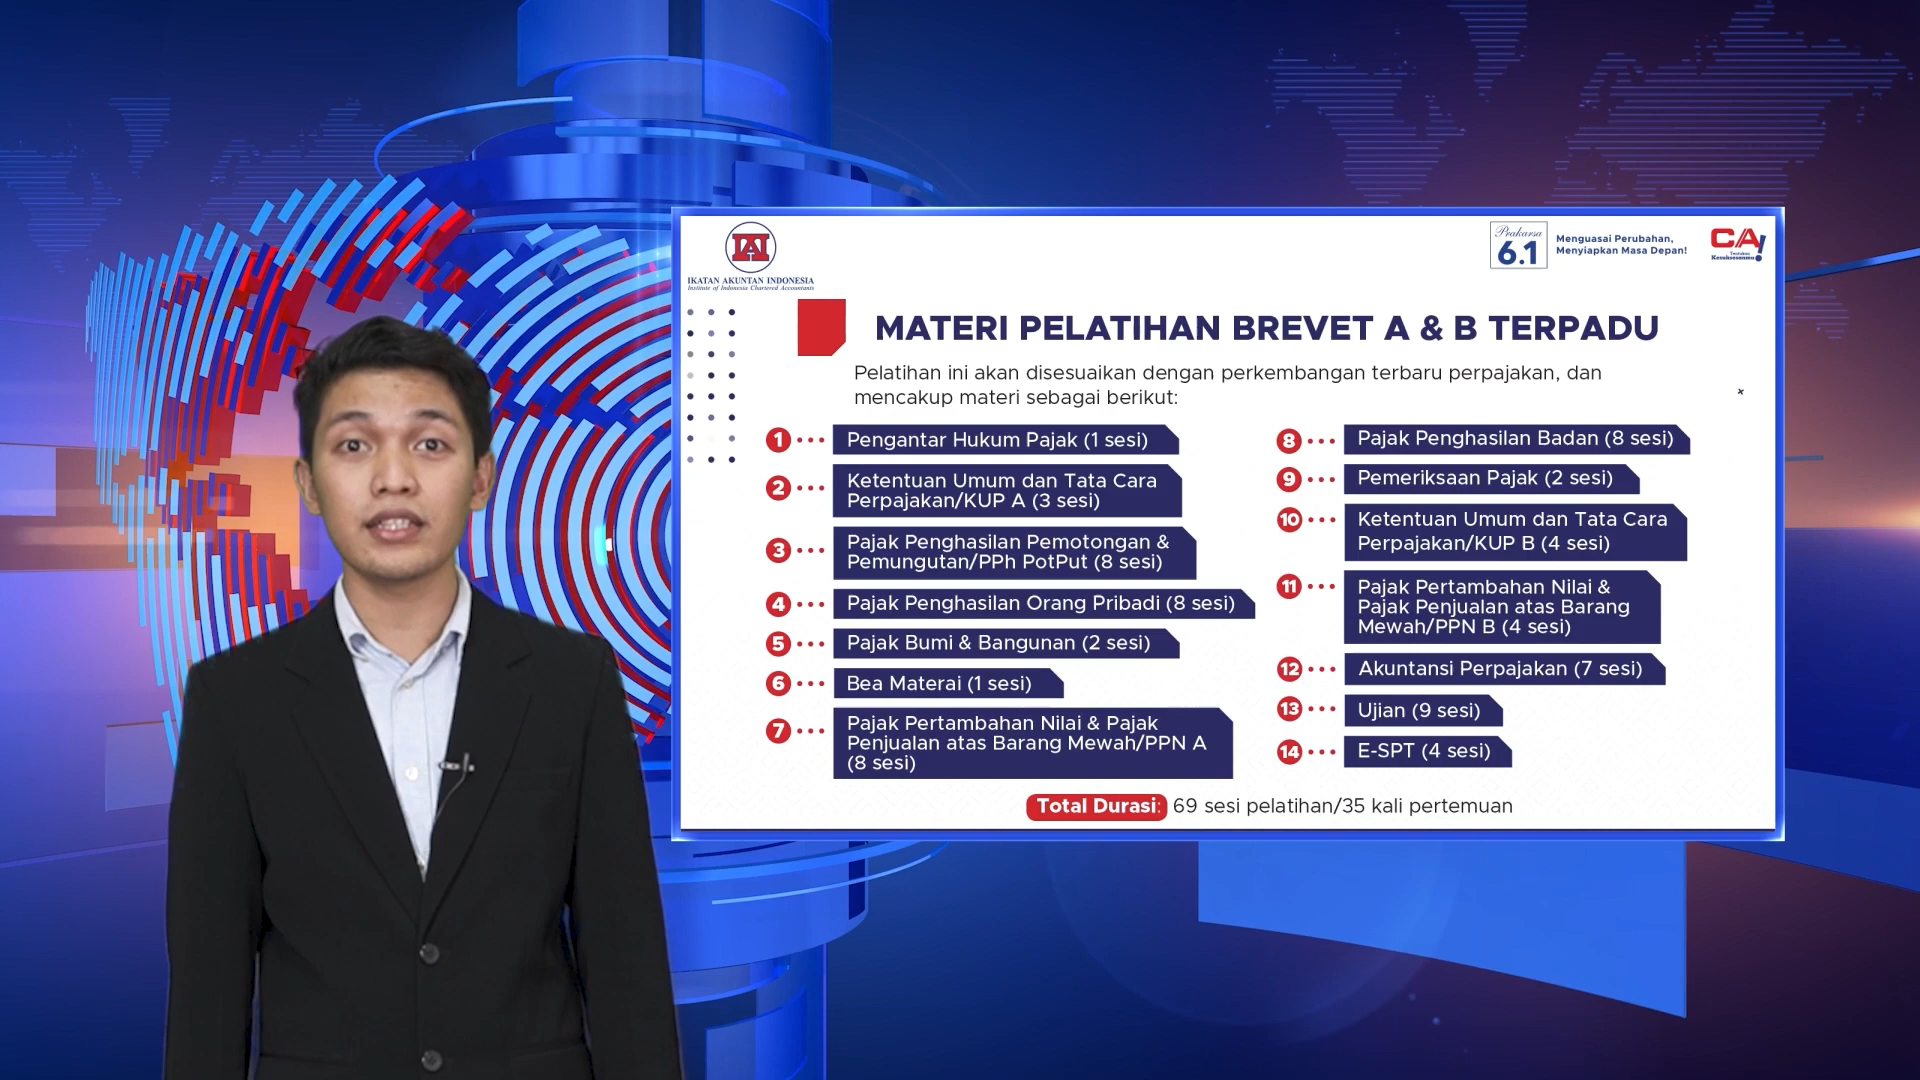 IAI
IKATAN AKUNTAN INDONESIA
Institute of Indonesia Chartered Accountants
Prakarsa
6.1
Menguasai Perubahan,
Menyiapkan Masa Depan!
CA!
Tentukan
Kesuksesanmu
MATERI PELATIHAN BREVET A & B TERPADU
Pelatihan ini akan disesuaikan dengan perkembangan terbaru perpajakan, dan
mencakup materi sebagai berikut:
1 Pengantar Hukum Pajak (1 sesi)
2 Ketentuan Umum dan Tata Cara
Perpajakan/KUP A (3 sesi)
3 Pajak Penghasilan Pemotongan &
Pemungutan/PPh PotPut (8 sesi)
4 Pajak Penghasilan Orang Pribadi (8 sesi)
5 Pajak Bumi & Bangunan (2 sesi)
6 Bea Materai (1 sesi)
7 Pajak Pertambahan Nilai & Pajak
Penjualan atas Barang Mewah/PPN A
(8 sesi)
8 Pajak Penghasilan Badan (8 sesi)
9 Pemeriksaan Pajak (2 sesi)
10 Ketentuan Umum dan Tata Cara
Perpajakan/KUP B (4 sesi)
11 Pajak Pertambahan Nilai &
Pajak Penjualan atas Barang
Mewah/PPN B (4 sesi)
12 Akuntansi Perpajakan (7 sesi)
13 Ujian (9 sesi)
14 E-SPT (4 sesi)
Total Durasi: 69 sesi pelatihan/35 kali pertemuan